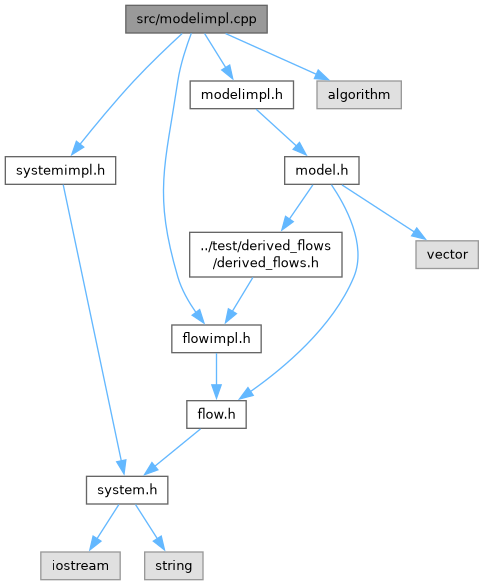 src/modelimpl.cpp
modelimpl.h
algorithm
systemimpl.h
model.h
../test/derived_flows
/derived_flows.h
vector
flowimpl.h
flow.h
system.h
iostream
string